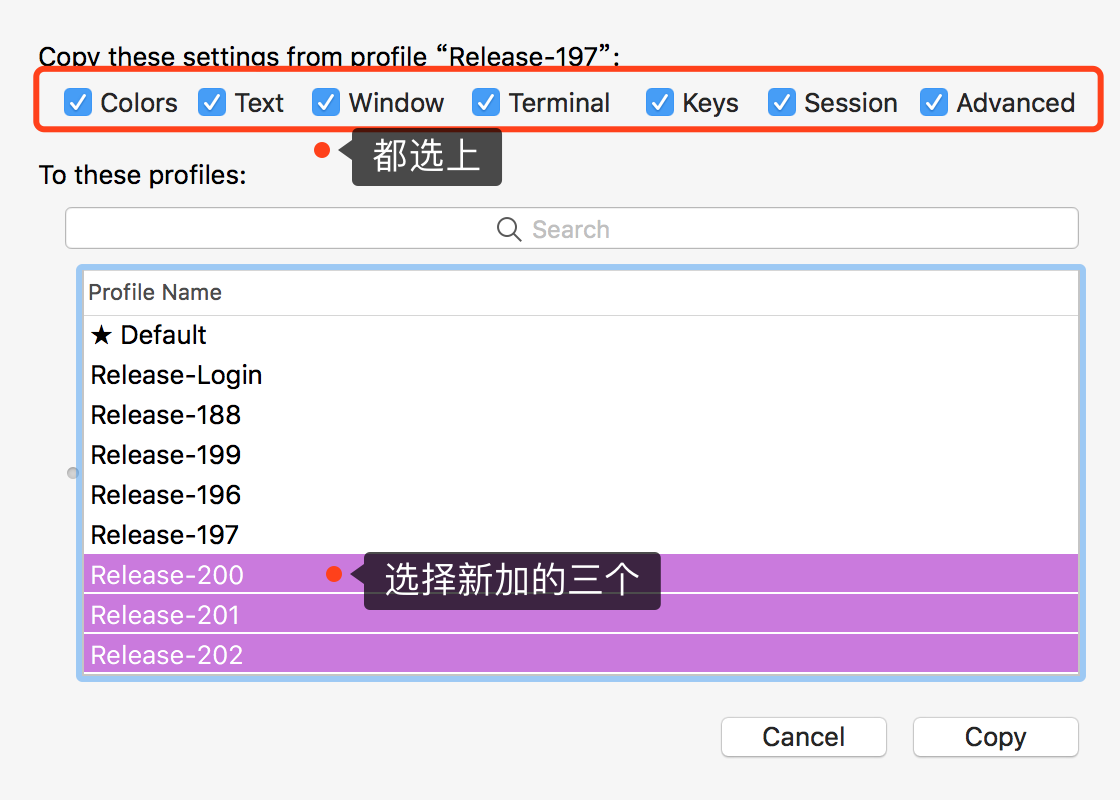 Copy these settings from profile “Release-197”:
Colors Text Window Terminal Keys Session Advanced
都选上
To these profiles:
Search
Profile Name
★ Default
Release-Login
Release-188
Release-199
Release-196
Release-197
Release-200 选择新加的三个
Release-201
Release-202
Cancel Copy